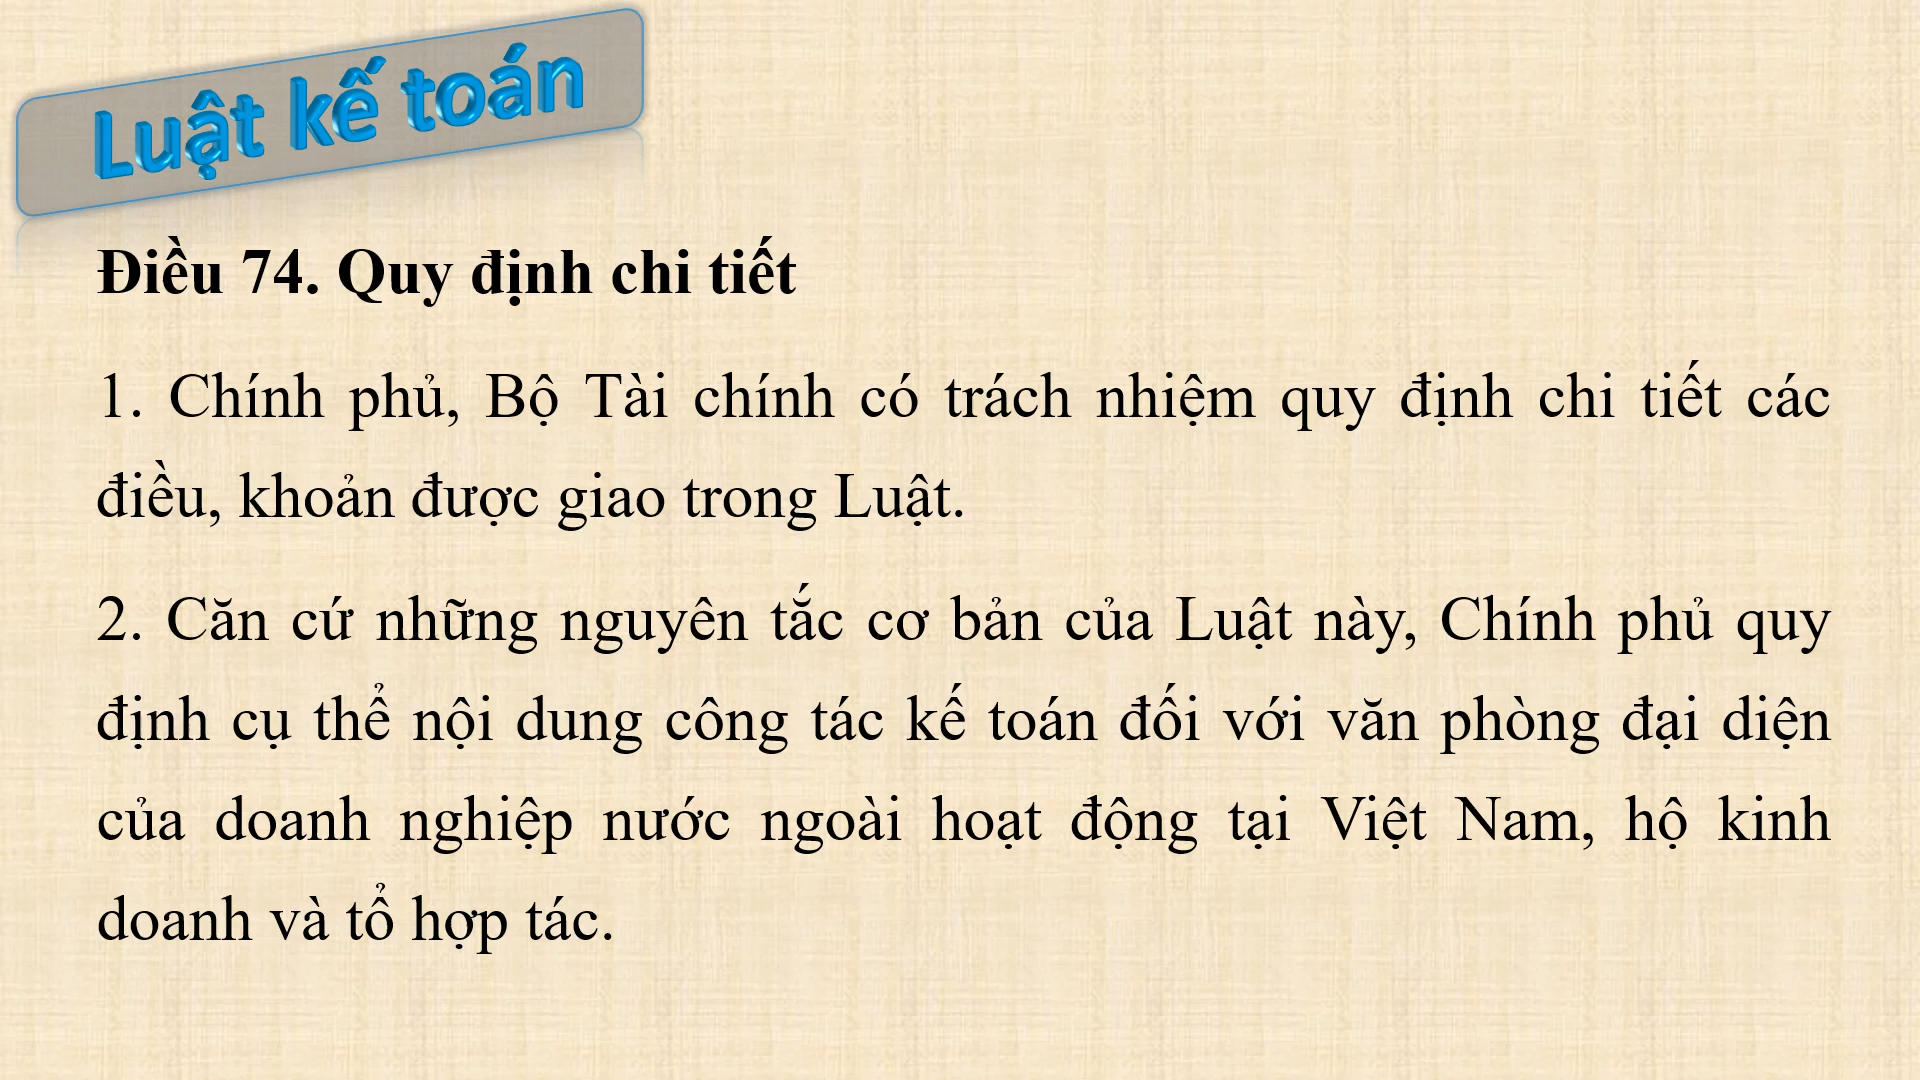 Luật kế toán
Điều 74. Quy định chi tiết
1. Chính phủ, Bộ Tài chính có trách nhiệm quy định chi tiết các
điều, khoản được giao trong Luật.
2. Căn cứ những nguyên tắc cơ bản của Luật này, Chính phủ quy
định cụ thể nội dung công tác kế toán đối với văn phòng đại diện
của doanh nghiệp nước ngoài hoạt động tại Việt Nam, hộ kinh
doanh và tổ hợp tác.